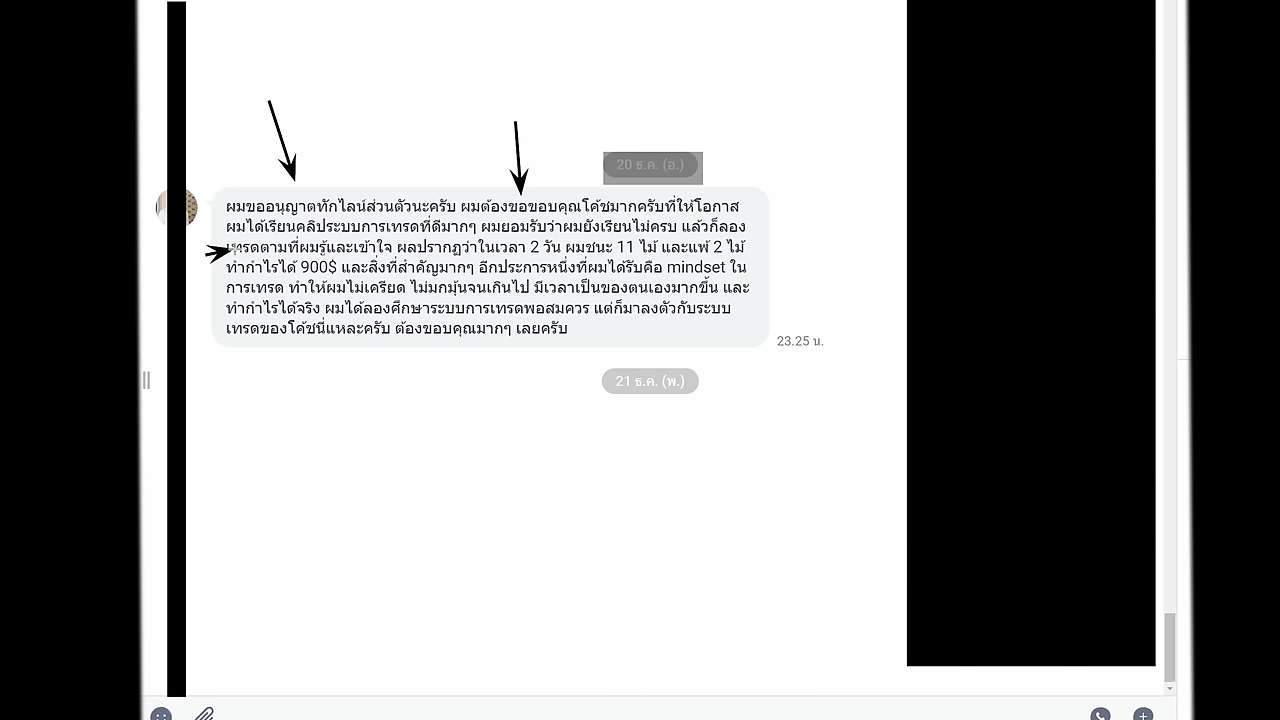 20 ธ.ค. (อ.)
ผมขออนุญาตทักไลน์ส่วนตัวนะครับ ผมต้องขอขอบคุณโค้ชมากครับที่ให้โอกาส
ผมได้เรียนคลิประบบการเทรดที่ดีมากๆ ผมยอมรับว่าผมยังเรียนไม่ครบ แล้วก็ลอง
เทรดตามที่ผมรู้และเข้าใจ ผลปรากฏว่าในเวลา 2 วัน ผมชนะ 11 ไม้ และแพ้ 2 ไม้
ทำกำไรได้ 900$ และสิ่งที่สำคัญมากๆ อีกประการหนึ่งที่ผมได้รับคือ mindset ใน
การเทรด ทำให้ผมไม่เครียด ไม่มกมุ้นจนเกินไป มีเวลาเป็นของตนเองมากขึ้น และ
ทำกำไรได้จริง ผมได้ลองศึกษาระบบการเทรดพอสมควร แต่ก็มาลงตัวกับระบบ
เทรดของโค้ชนี่แหละครับ ต้องขอบคุณมากๆ เลยครับ
23.25 น.
21 ธ.ค. (พ.)